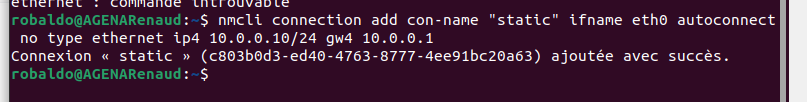 ethernet : commande introuvable
robaldo@AGENARenaud:~$ nmcli connection add con-name "static" ifname eth0 autoconnect
no type ethernet ip4 10.0.0.10/24 gw4 10.0.0.1
Connexion « static » (c803b0d3-ed40-4763-8777-4ee91bc20a63) ajoutée avec succès.
robaldo@AGENARenaud:~$